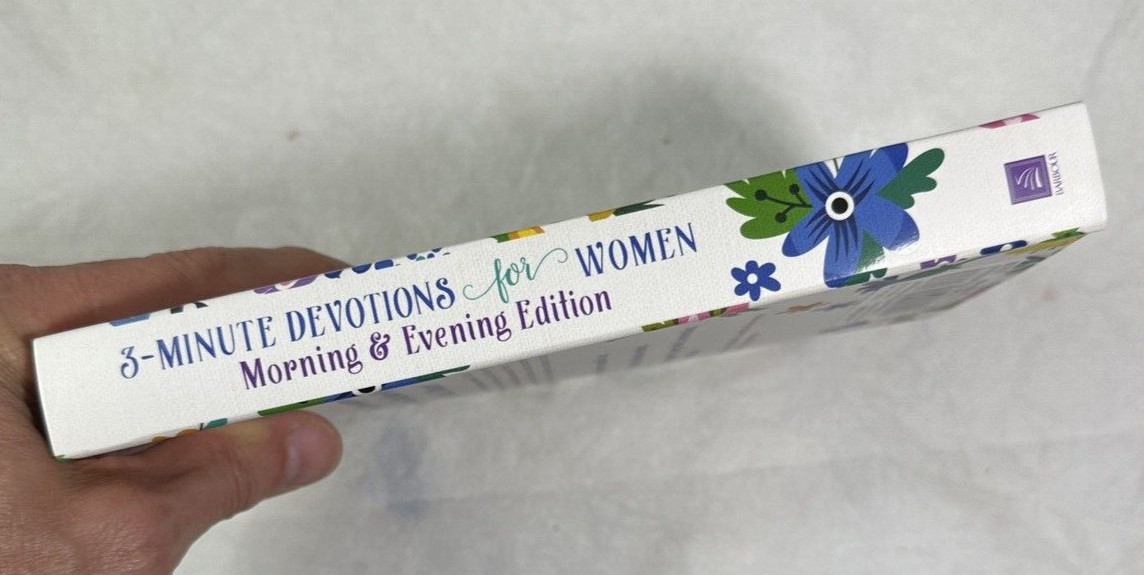 3-MINUTE DEVOTIONS for WOMEN
Morning & Evening Edition
BARBOUR